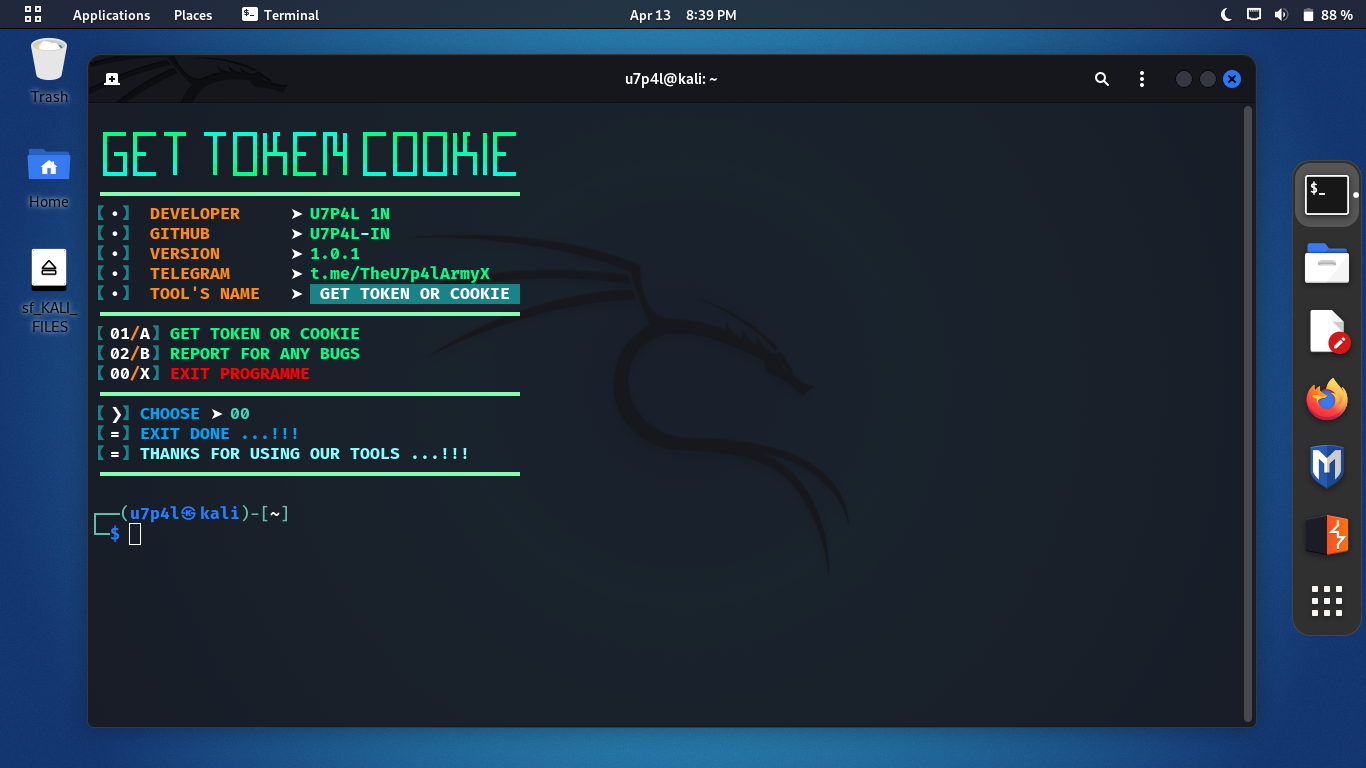 Applications Places Terminal Apr 13 8:39 PM 88 %
Trash
Home
sf_KALI_
FILES
u7p4l@kali: ~
GET TOKEN COOKIE
【 • 】 DEVELOPER ➤ U7P4L 1N
【 • 】 GITHUB ➤ U7P4L-IN
【 • 】 VERSION ➤ 1.0.1
【 • 】 TELEGRAM ➤ t.me/TheU7p4lArmyX
【 • 】 TOOL'S NAME ➤ GET TOKEN OR COOKIE
【 01/A】 GET TOKEN OR COOKIE
【 02/B】 REPORT FOR ANY BUGS
【 00/X】 EXIT PROGRAMME
【 ❯】 CHOOSE ➤ 00
【 =】 EXIT DONE ...!!!
【 =】 THANKS FOR USING OUR TOOLS ...!!!
┌──(u7p4l㉿kali)-[~]
└─$